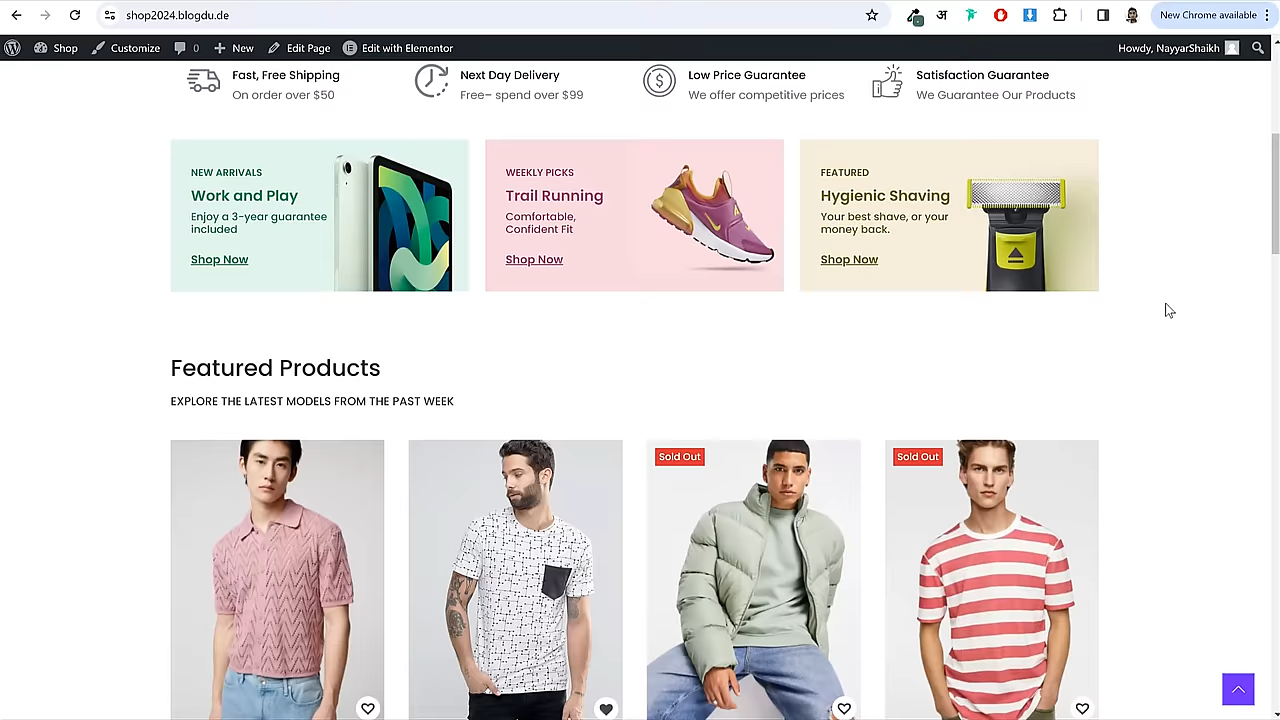 shop2024.blogdu.de
अ
New Chrome available
Shop
Customize
0
New
Edit Page
Edit with Elementor
Howdy, NayyarShaikh
Fast, Free Shipping
On order over $50
Next Day Delivery
Free– spend over $99
Low Price Guarantee
We offer competitive prices
Satisfaction Guarantee
We Guarantee Our Products
NEW ARRIVALS
Work and Play
Enjoy a 3-year guarantee
included
Shop Now
WEEKLY PICKS
Trail Running
Comfortable,
Confident Fit
Shop Now
FEATURED
Hygienic Shaving
Your best shave, or your
money back.
Shop Now
Featured Products
EXPLORE THE LATEST MODELS FROM THE PAST WEEK
Sold Out
Sold Out